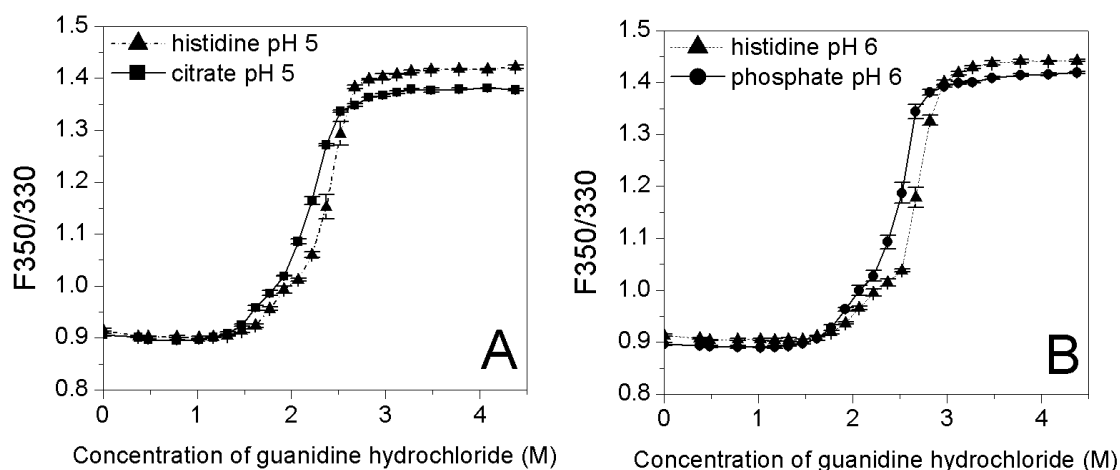 1.5
histidine pH 5
citrate pH 5
1.4
1.3
1.2
1.1
1.0
0.9
0.8
F350/330
A
0 1 2 3 4
Concentration of guanidine hydrochloride (M)
1.5
histidine pH 6
phosphate pH 6
1.4
1.3
1.2
1.1
1.0
0.9
0.8
F350/330
B
0 1 2 3 4
Concentration of guanidine hydrochloride (M)